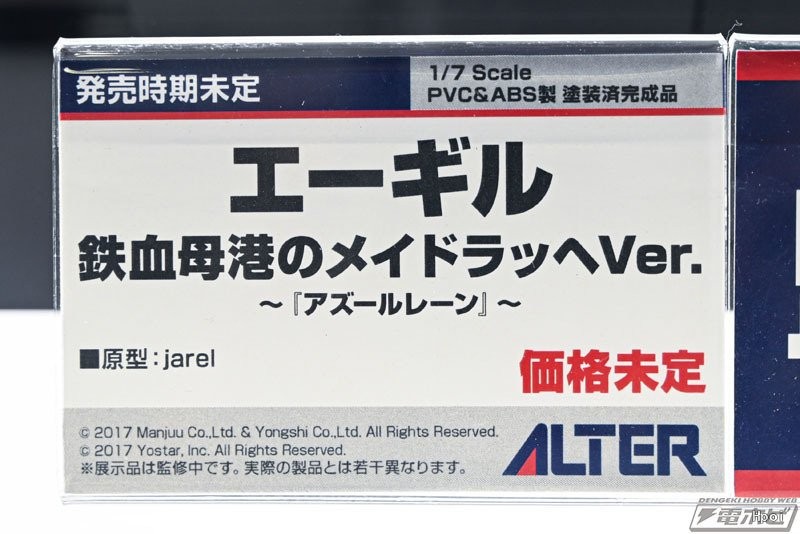 発売時期未定
1/7 Scale
PVC&ABS製 塗装済完成品
エーギル
鉄血母港のメイドラッヘVer.
～『アズールレーン』～
■原型：jarel
価格未定
© 2017 Manjuu Co.,Ltd. & Yongshi Co.,Ltd. All Rights Reserved.
© 2017 Yostar, Inc. All Rights Reserved.
※展示品は監修中です。実際の製品とは若干異なります。
ALTER
DENGEKI HOBBY WEB
電ホビ